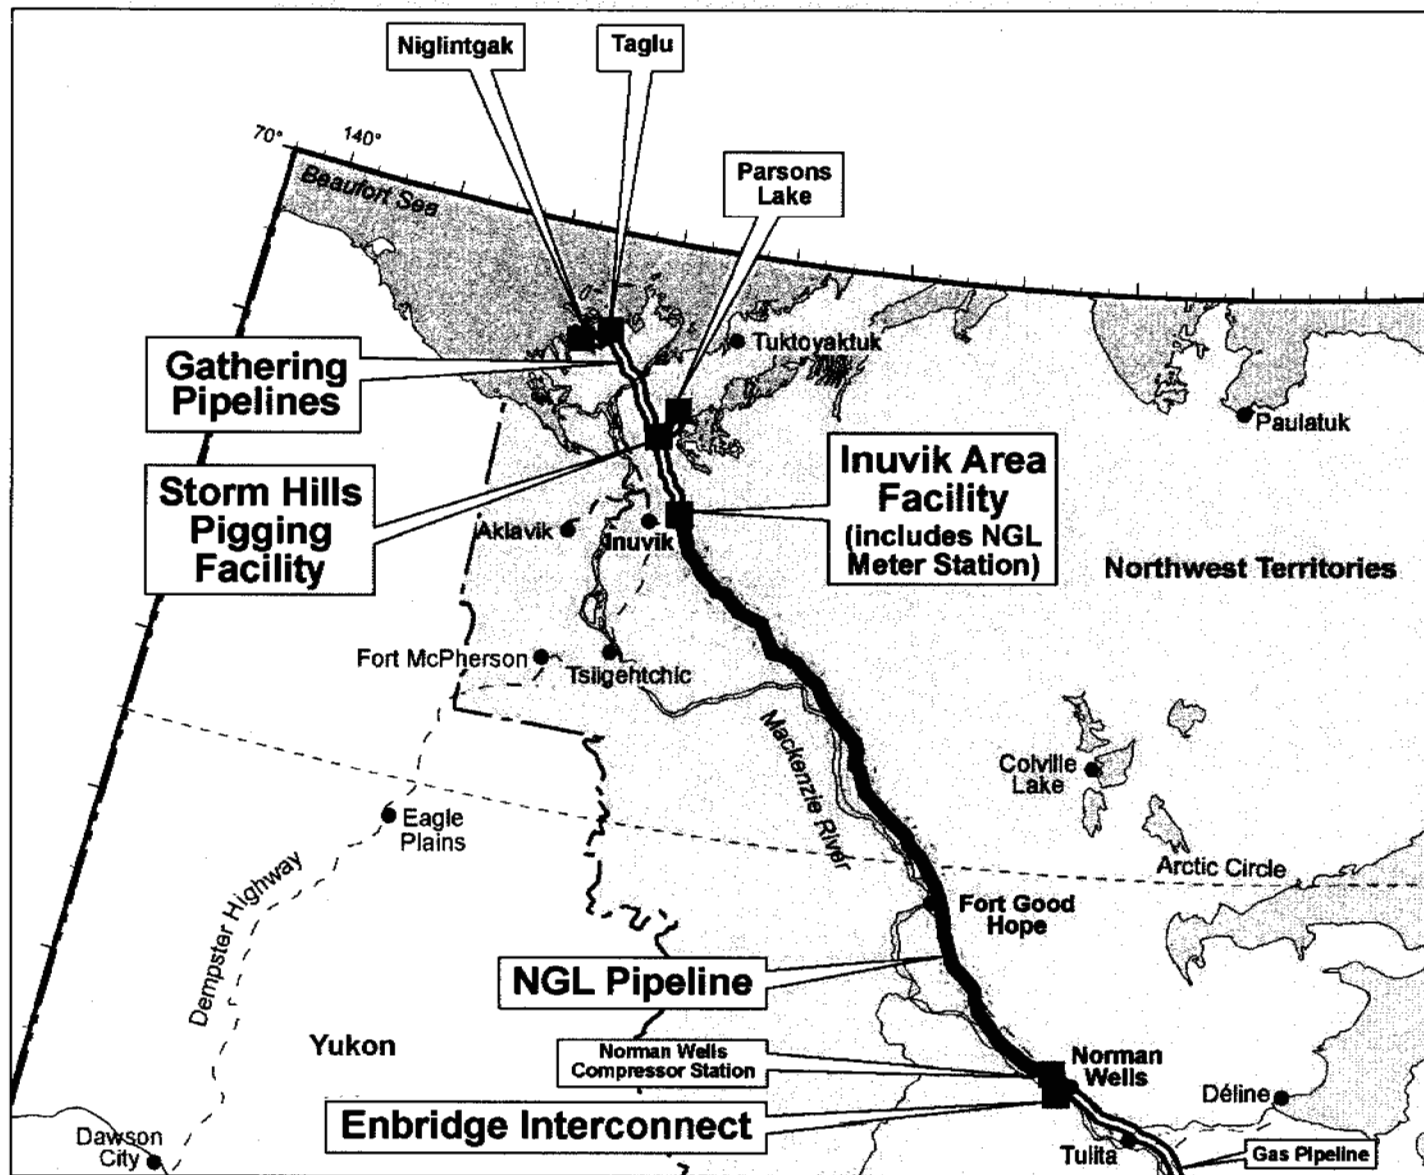 Niglintgak
Taglu
70°
140°
Beaufort Sea
Parsons
Lake
Tuktoyaktuk
Gathering
Pipelines
Paulatuk
Storm Hills
Pigging
Facility
Inuvik Area
Facility
(includes NGL
Meter Station)
Aklavik
Inuvik
Northwest Territories
Fort McPherson
Tsiigehtchic
Mackenzie River
Colville
Lake
Eagle
Plains
Arctic Circle
Dempster Highway
Fort Good
Hope
NGL Pipeline
Yukon
Norman Wells
Compressor Station
Norman
Wells
Enbridge Interconnect
Déline
Dawson
City
Tulita
Gas Pipeline